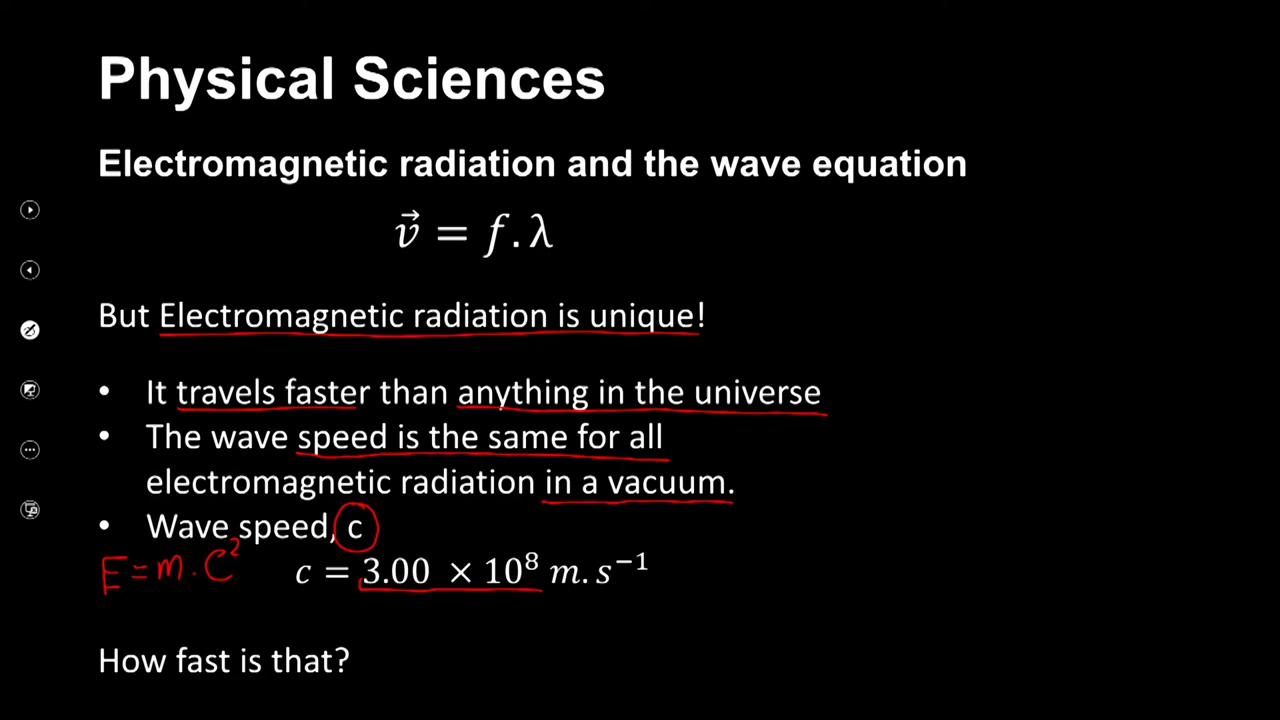 Physical Sciences
Electromagnetic radiation and the wave equation
v⃗ = f. λ
But Electromagnetic radiation is unique!
• It travels faster than anything in the universe
• The wave speed is the same for all
electromagnetic radiation in a vacuum.
• Wave speed, c
E = m . C²
c = 3.00 × 10⁸ m. s⁻¹
How fast is that?